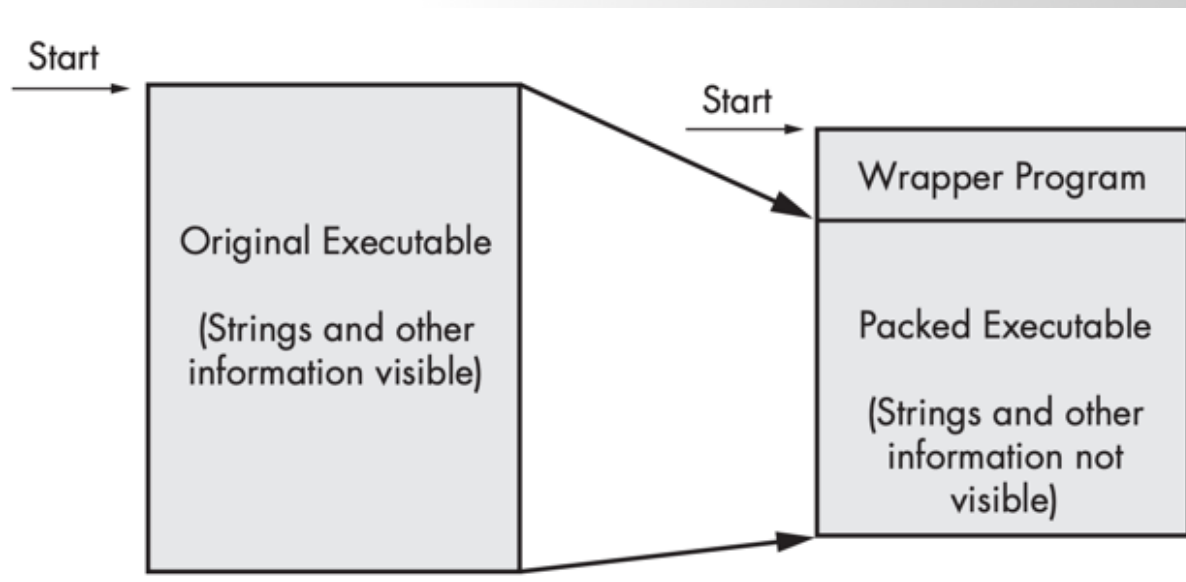 Start
Original Executable
(Strings and other
information visible)
Start
Wrapper Program
Packed Executable
(Strings and other
information not
visible)